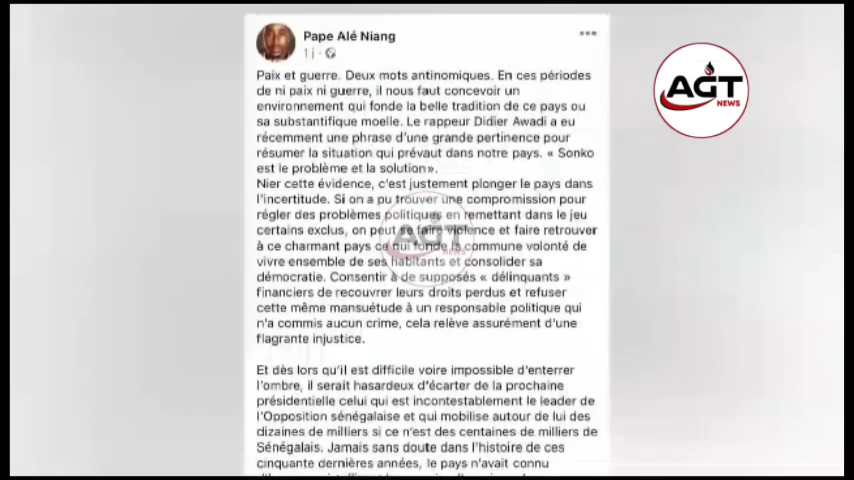 Pape Alé Niang
1 j ·
AGT
NEWS
Paix et guerre. Deux mots antinomiques. En ces périodes
de ni paix ni guerre, il nous faut concevoir un
environnement qui fonde la belle tradition de ce pays ou
sa substantifique moelle. Le rappeur Didier Awadi a eu
récemment une phrase d'une grande pertinence pour
résumer la situation qui prévaut dans notre pays. « Sonko
est le problème et la solution».
Nier cette évidence, c'est justement plonger le pays dans
l'incertitude. Si on a pu trouver une compromission pour
régler des problèmes politiques en remettant dans le jeu
certains exclus, on peut se faire violence et faire retrouver
à ce charmant pays ce qui fonde la commune volonté de
vivre ensemble de ses habitants et consolider sa
démocratie. Consentir à de supposés « délinquants »
financiers de recouvrer leurs droits perdus et refuser
cette même mansuétude à un responsable politique qui
n'a commis aucun crime, cela relève assurément d'une
flagrante injustice.
Et dès lors qu'il est difficile voire impossible d'enterrer
l'ombre, il serait hasardeux d'écarter de la prochaine
présidentielle celui qui est incontestablement le leader de
l'Opposition sénégalaise et qui mobilise autour de lui des
dizaines de milliers si ce n'est des centaines de milliers de
Sénégalais. Jamais sans doute dans l'histoire de ces
cinquante dernières années, le pays n'avait connu
AGT
NEWS